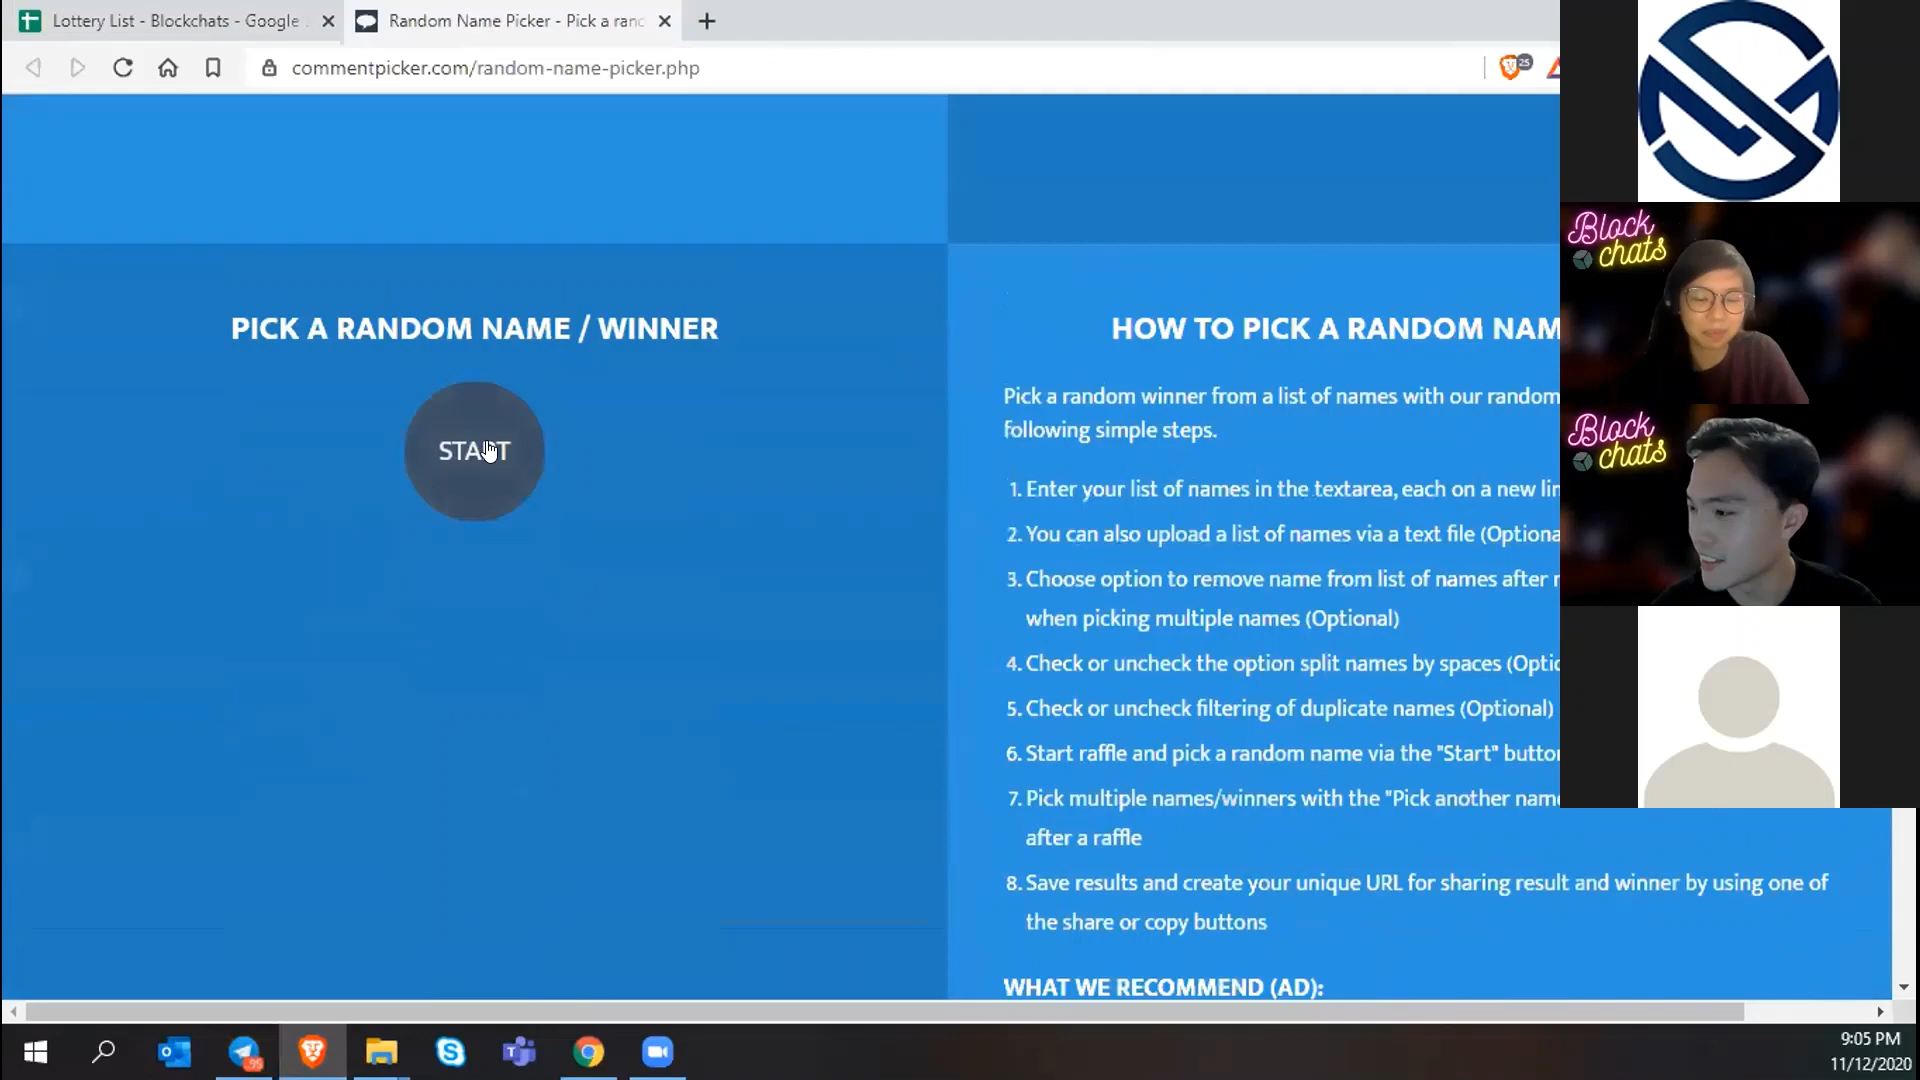 Lottery List - Blockchats - Google
Random Name Picker - Pick a ranc
commentpicker.com/random-name-picker.php
25
Block
chats
PICK A RANDOM NAME / WINNER
START
HOW TO PICK A RANDOM NAM
Pick a random winner from a list of names with our random
following simple steps.
1. Enter your list of names in the textarea, each on a new lin
2. You can also upload a list of names via a text file (Optiona
3. Choose option to remove name from list of names after r
when picking multiple names (Optional)
4. Check or uncheck the option split names by spaces (Optio
5. Check or uncheck filtering of duplicate names (Optional)
6. Start raffle and pick a random name via the "Start" button
7. Pick multiple names/winners with the "Pick another name
after a raffle
8. Save results and create your unique URL for sharing result and winner by using one of
the share or copy buttons
WHAT WE RECOMMEND (AD):
Block
chats
95
9:05 PM
11/12/2020